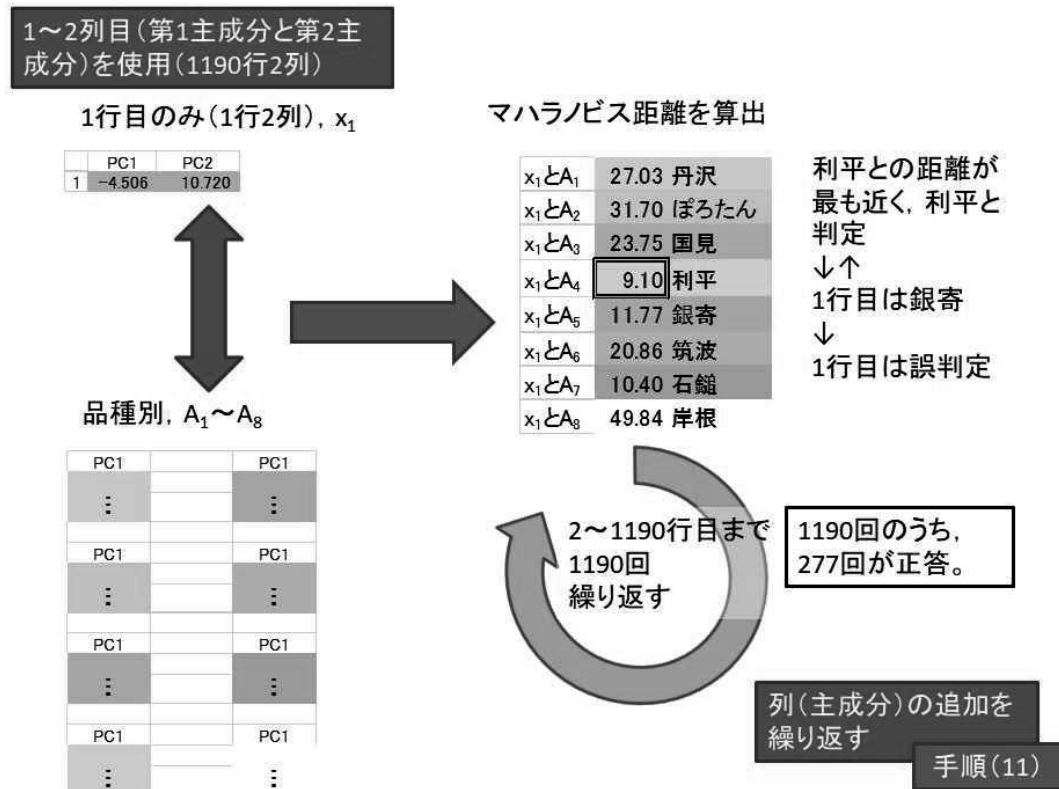 1～2列目（第1主成分と第2主
成分）を使用（1190行2列）
1行目のみ（1行2列），x1
PC1 PC2
1 −4.506 10.720
品種別，A1～A8
PC1 PC1
⋮ ⋮
PC1 PC1
⋮ ⋮
PC1 PC1
⋮ ⋮
PC1 PC1
⋮ ⋮
マハラノビス距離を算出
x1とA1 27.03 丹沢
x1とA2 31.70 ぽろたん
x1とA3 23.75 国見
x1とA4 9.10 利平
x1とA5 11.77 銀寄
x1とA6 20.86 筑波
x1とA7 10.40 石鎚
x1とA8 49.84 岸根
利平との距離が
最も近く，利平と
判定
↓↑
1行目は銀寄
↓
1行目は誤判定
2～1190行目まで
1190回
繰り返す
1190回のうち，
277回が正答。
列（主成分）の追加を
繰り返す
手順（11）